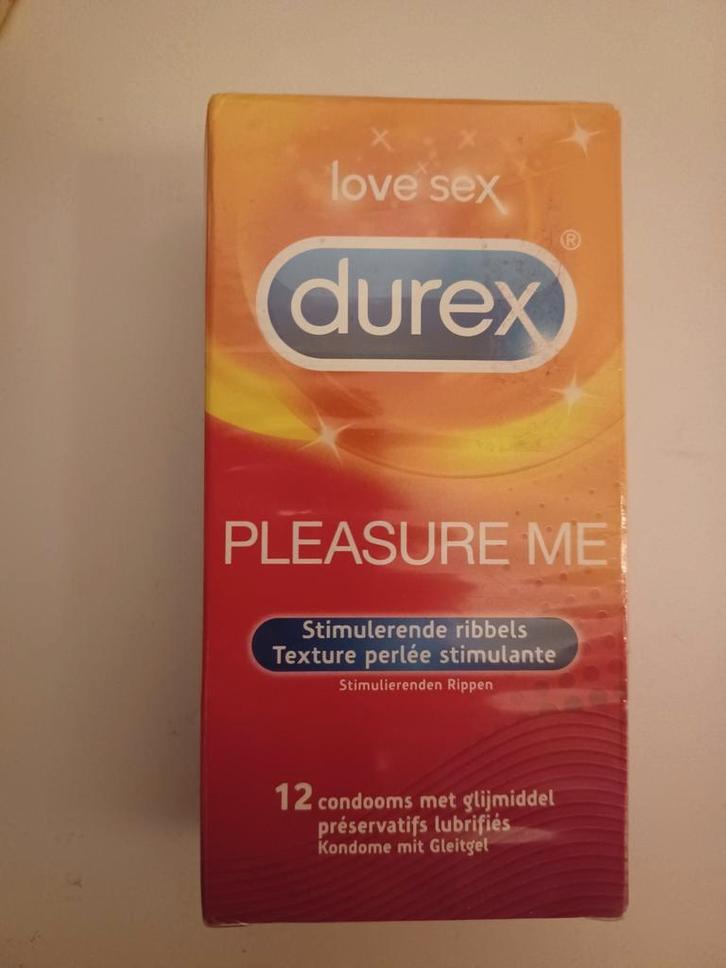 love sex
durex®
PLEASURE ME
Stimulerende ribbels
Texture perlée stimulante
Stimulierenden Rippen
12 condooms met glijmiddel
préservatifs lubrifiés
Kondome mit Gleitgel